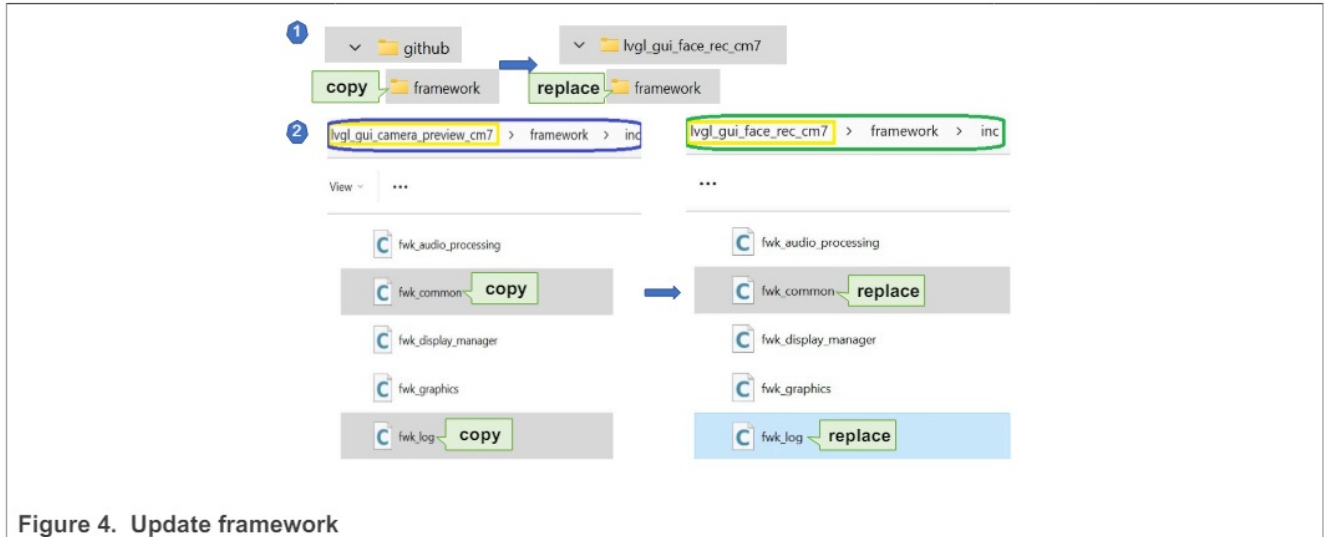 1
github
lvgl_gui_face_rec_cm7
copy framework
replace framework
2
lvgl_gui_camera_preview_cm7 > framework > inc
lvgl_gui_face_rec_cm7 > framework > inc
View ...
...
fwk_audio_processing
fwk_audio_processing
fwk_common copy
fwk_common replace
fwk_display_manager
fwk_display_manager
fwk_graphics
fwk_graphics
fwk_log copy
fwk_log replace
Figure 4. Update framework